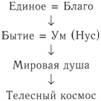 Единое = Благо
↓
Бытие = Ум (Нус)
↓
Мировая душа
↓
Телесный космос